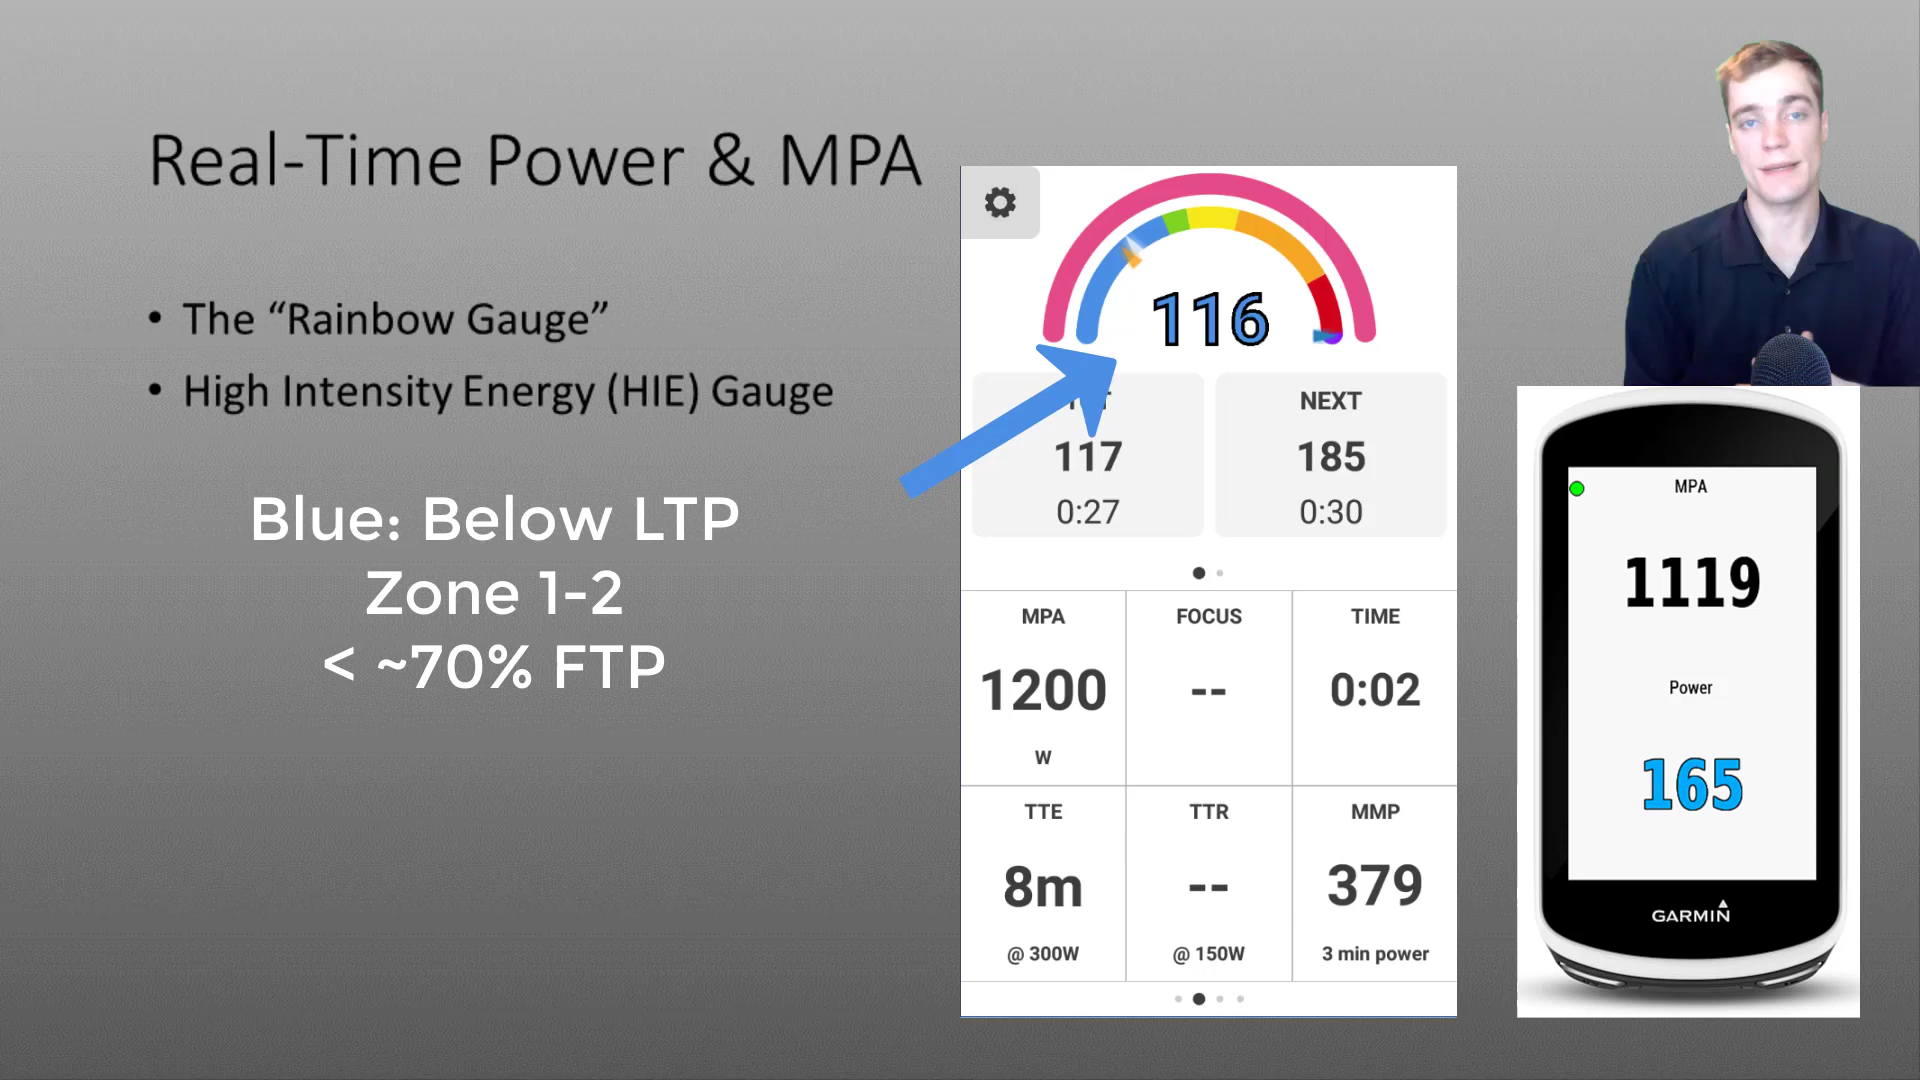 Real-Time Power & MPA
• The “Rainbow Gauge”
• High Intensity Energy (HIE) Gauge
Blue: Below LTP
Zone 1-2
< ~70% FTP
116
117
0:27
NEXT
185
0:30
MPA
1200
W
FOCUS
--
TIME
0:02
TTE
8m
@ 300W
TTR
--
@ 150W
MMP
379
3 min power
MPA
1119
Power
165
GARMIN